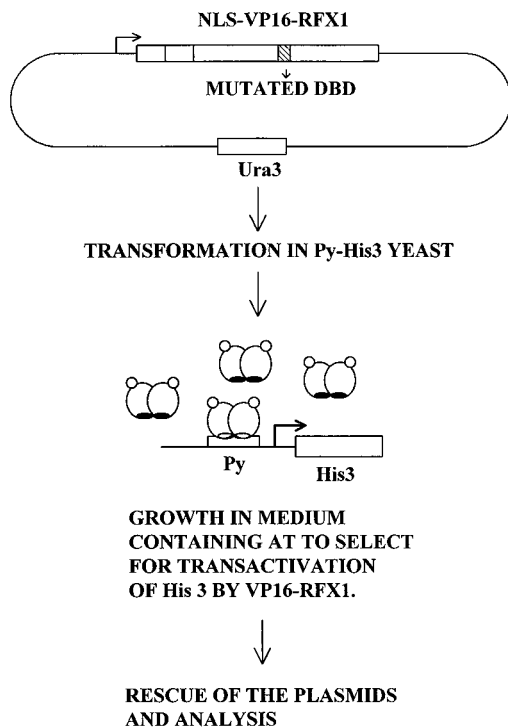 NLS-VP16-RFX1
MUTATED DBD
Ura3
TRANSFORMATION IN Py-His3 YEAST
Py
His3
GROWTH IN MEDIUM
CONTAINING AT TO SELECT
FOR TRANSACTIVATION
OF His 3 BY VP16-RFX1.
RESCUE OF THE PLASMIDS
AND ANALYSIS